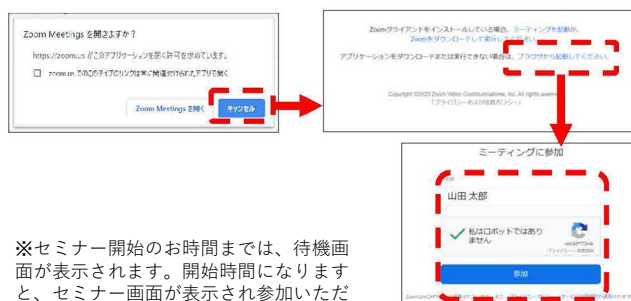 Zoom Meetings を開きますか？
https://zoom.us がこのアプリケーションを開く許可を求めています。
zoom.us でのこのタイプのリンクは常に関連付けられたアプリで開く
Zoom Meetings を開く
キャンセル
Zoomクライアントをインストールしている場合、ミーティングを起動か、
Zoomをダウンロードして実行してください。
アプリケーションをダウンロードまたは実行できない場合は、ブラウザから起動してください。
Copyright ©2020 Zoom Video Communications, Inc. All rights
ミーティングに参加
山田 太郎
私はロボットではあり
ません
reCAPTCHA
参加
※セミナー開始のお時間までは、待機画
面が表示されます。開始時間になります
と、セミナー画面が表示され参加いただ